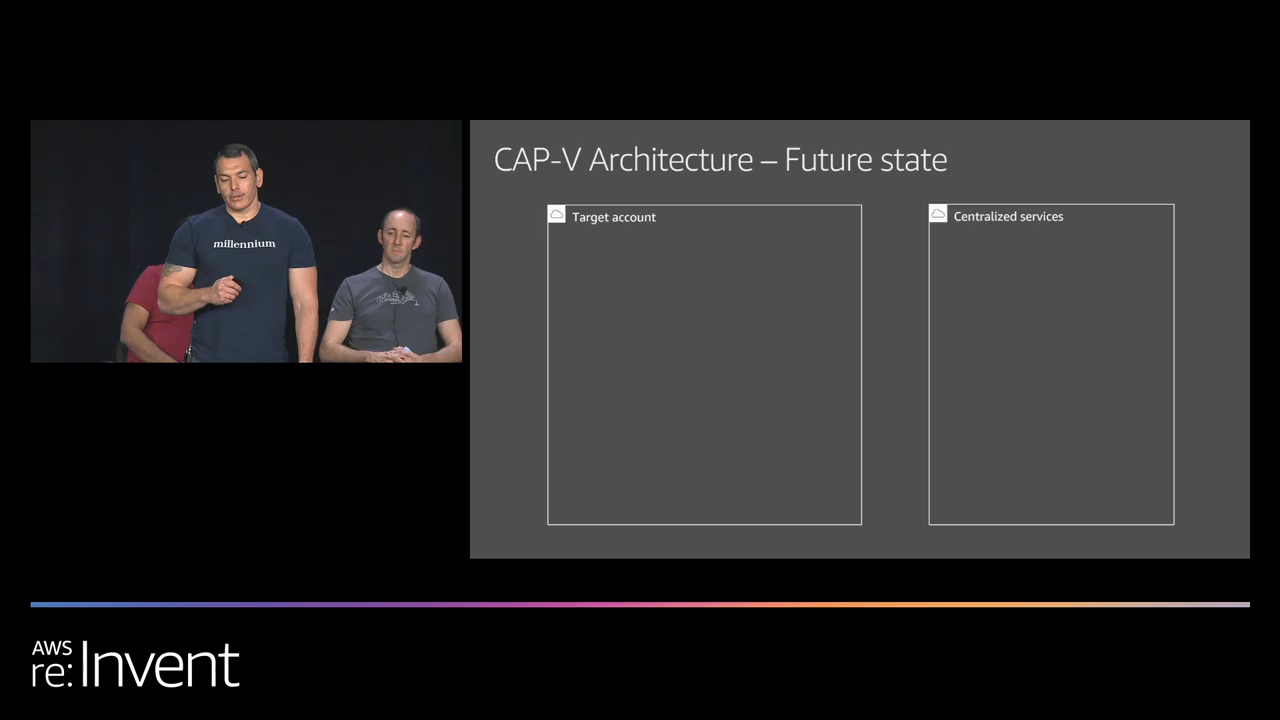 millennium
CAP-V Architecture – Future state
Target account
Centralized services
AWS
re:Invent